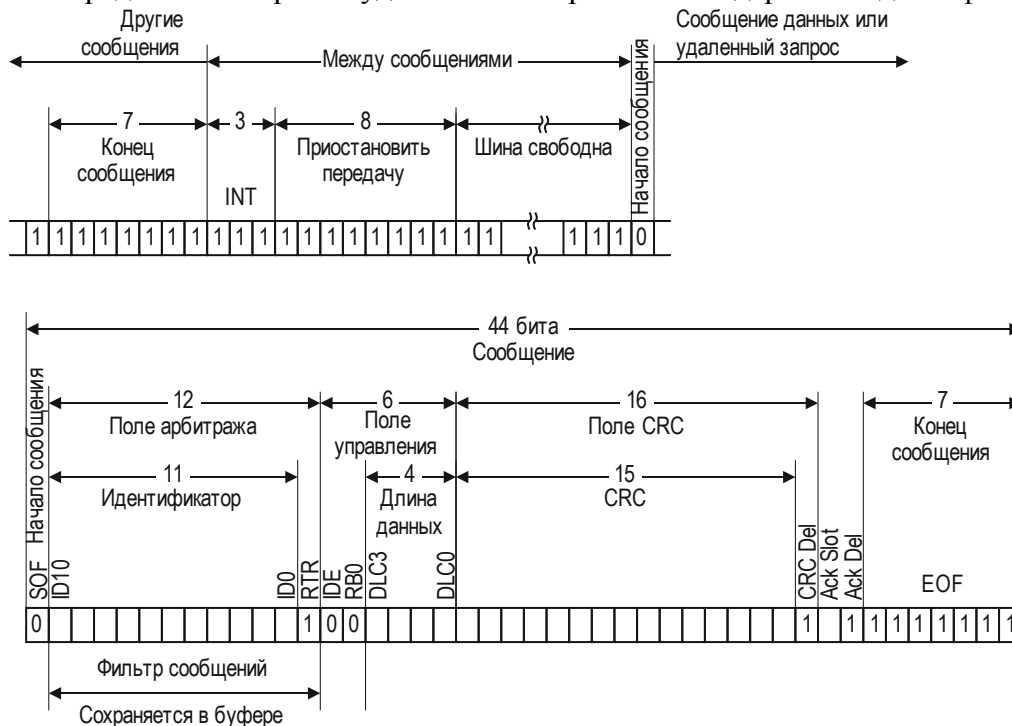 Другие
сообщения
Между сообщениями
Сообщение данных или
удаленный запрос
Начало сообщения
7
Конец
сообщения
3
INT
8
Приостановить
передачу
Шина свободна
1 1 1 1 1 1 1 1 1 1 1 1 1 1 1 1 1 1 1 1 1 1 1 1 0
44 бита
Сообщение
Начало сообщения
12
Поле арбитража
6
Поле
управления
16
Поле CRC
7
Конец
сообщения
11
Идентификатор
4
Длина
данных
15
CRC
SOF
ID10
ID0
RTR
IDE
RB0
DLC3
DLC0
CRC Del
Ack Slot
Ack Del
EOF
0 1 0 0 1 1 1 1 1 1 1 1 1
Фильтр сообщений
Сохраняется в буфере